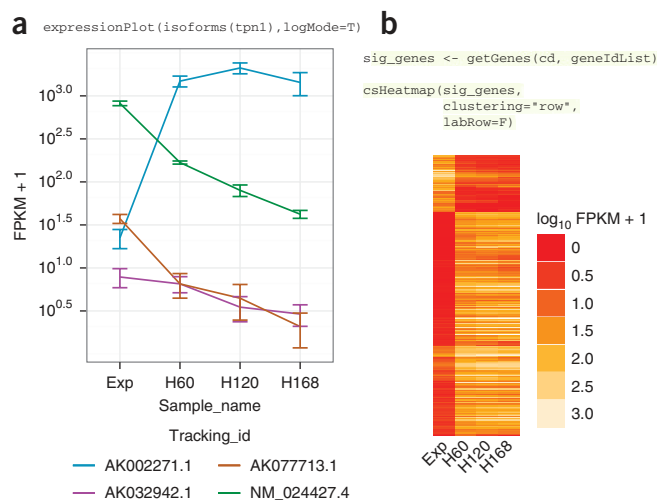 a
expressionPlot(isoforms(tpn1),logMode=T)
FPKM + 1
10^3.0
10^2.5
10^2.0
10^1.5
10^1.0
10^0.5
Exp H60 H120 H168
Sample_name
Tracking_id
AK002271.1 AK077713.1
AK032942.1 NM_024427.4
b
sig_genes <- getGenes(cd, geneIdList)
csHeatmap(sig_genes,
clustering="row",
labRow=F)
log10 FPKM + 1
0
0.5
1.0
1.5
2.0
2.5
3.0
Exp H60 H120 H168